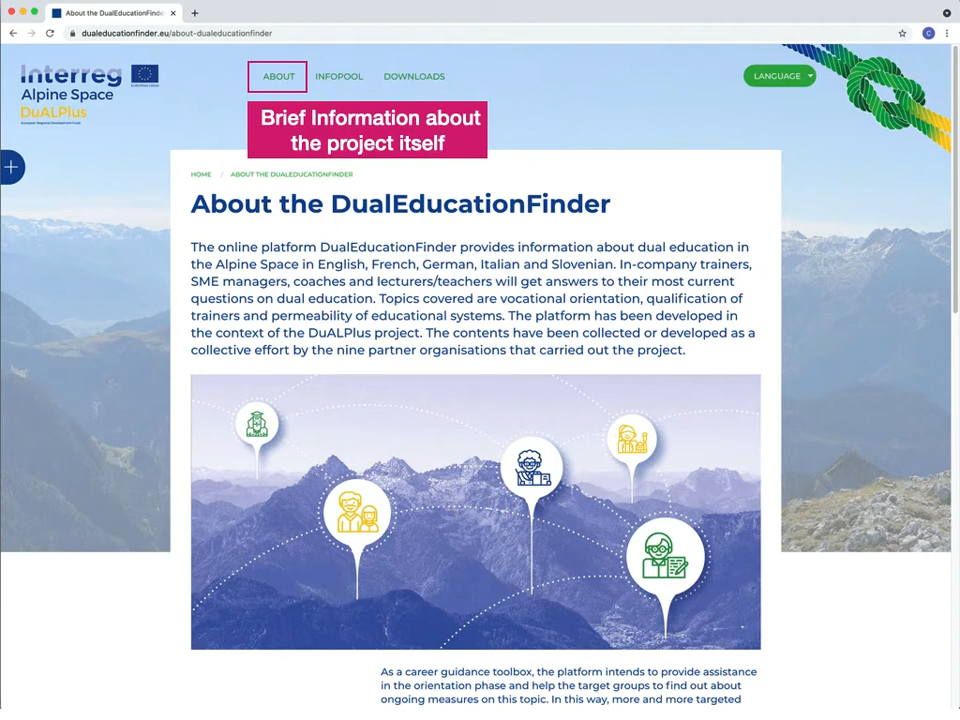 About the DualEducationFinde
dualeducationfinder.eu/about-dualeducationfinder
C
Interreg
Alpine Space
DuALPlus
ABOUT
INFOPOOL
DOWNLOADS
LANGUAGE
Brief Information about
the project itself
HOME / ABOUT THE DUALEDUCATIONFINDER
About the DualEducationFinder
The online platform DualEducationFinder provides information about dual education in
the Alpine Space in English, French, German, Italian and Slovenian. In-company trainers,
SME managers, coaches and lecturers/teachers will get answers to their most current
questions on dual education. Topics covered are vocational orientation, qualification of
trainers and permeability of educational systems. The platform has been developed in
the context of the DuALPlus project. The contents have been collected or developed as a
collective effort by the nine partner organisations that carried out the project.
As a career guidance toolbox, the platform intends to provide assistance
in the orientation phase and help the target groups to find out about
ongoing measures on this topic. In this way, more and more targeted